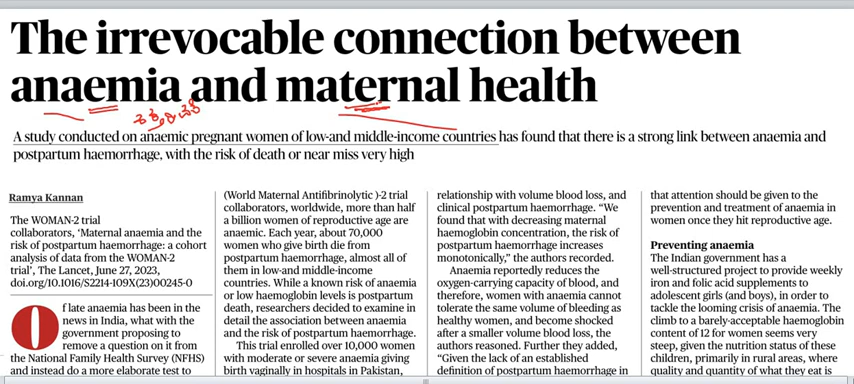 The irrevocable connection between
anaemia and maternal health
A study conducted on anaemic pregnant women of low-and middle-income countries has found that there is a strong link between anaemia and
postpartum haemorrhage, with the risk of death or near miss very high
Ramya Kannan
The WOMAN-2 trial
collaborators, ‘Maternal anaemia and the
risk of postpartum haemorrhage: a cohort
analysis of data from the WOMAN-2
trial’, The Lancet, June 27, 2023,
doi.org/10.1016/S2214-109X(23)00245-0
Of late anaemia has been in the
news in India, what with the
government proposing to
remove a question on it from
the National Family Health Survey (NFHS)
and instead do a more elaborate test to
(World Maternal Antifibrinolytic )-2 trial
collaborators, worldwide, more than half
a billion women of reproductive age are
anaemic. Each year, about 70,000
women who give birth die from
postpartum haemorrhage, almost all of
them in low-and middle-income
countries. While a known risk of anaemia
or low haemoglobin levels is postpartum
death, researchers decided to examine in
detail the association between anaemia
and the risk of postpartum haemorrhage.
This trial enrolled over 10,000 women
with moderate or severe anaemia giving
birth vaginally in hospitals in Pakistan,
relationship with volume blood loss, and
clinical postpartum haemorrhage. “We
found that with decreasing maternal
haemoglobin concentration, the risk of
postpartum haemorrhage increases
monotonically,” the authors recorded.
Anaemia reportedly reduces the
oxygen-carrying capacity of blood, and
therefore, women with anaemia cannot
tolerate the same volume of bleeding as
healthy women, and become shocked
after a smaller volume blood loss, the
authors reasoned. Further they added,
“Given the lack of an established
definition of postpartum haemorrhage in
that attention should be given to the
prevention and treatment of anaemia in
women once they hit reproductive age.
Preventing anaemia
The Indian government has a
well-structured project to provide weekly
iron and folic acid supplements to
adolescent girls (and boys), in order to
tackle the looming crisis of anaemia. The
climb to a barely-acceptable haemoglobin
content of 12 for women seems very
steep, given the nutrition status of these
children, primarily in rural areas, where
quality and quantity of what they eat is